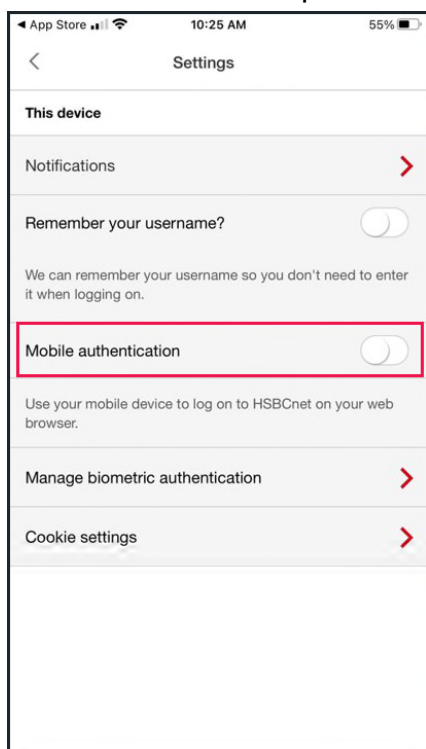 App Store 10:25 AM 55%
Settings
This device
Notifications
Remember your username?
We can remember your username so you don't need to enter
it when logging on.
Mobile authentication
Use your mobile device to log on to HSBCnet on your web
browser.
Manage biometric authentication
Cookie settings